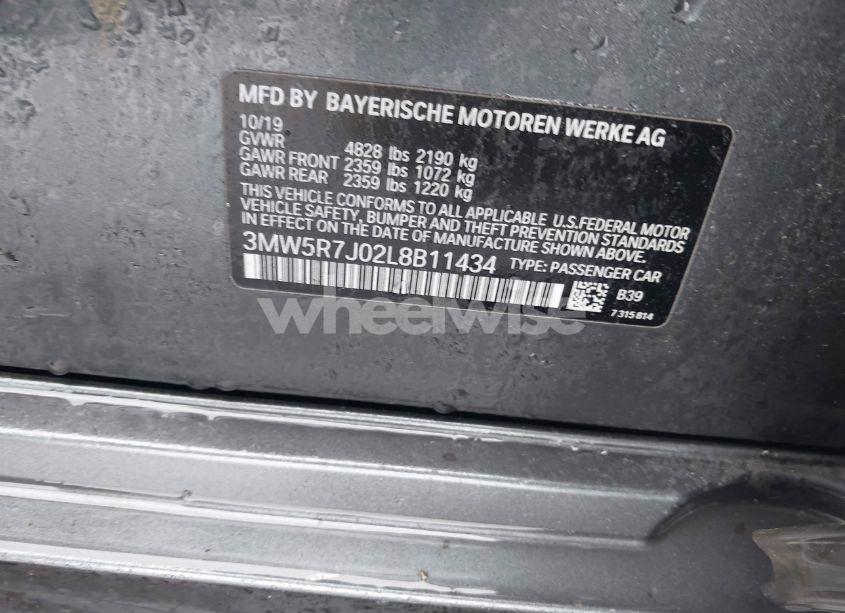 MFD BY BAYERISCHE MOTOREN WERKE AG
10/19
GVWR 4828 lbs 2190 kg
GAWR FRONT 2359 lbs 1072 kg
GAWR REAR 2359 lbs 1220 kg
THIS VEHICLE CONFORMS TO ALL APPLICABLE U.S.FEDERAL MOTOR
VEHICLE SAFETY, BUMPER AND THEFT PREVENTION STANDARDS
IN EFFECT ON THE DATE OF MANUFACTURE SHOWN ABOVE.
3MW5R7J02L8B11434 TYPE: PASSENGER CAR
B39
7 315 814
wheelwise